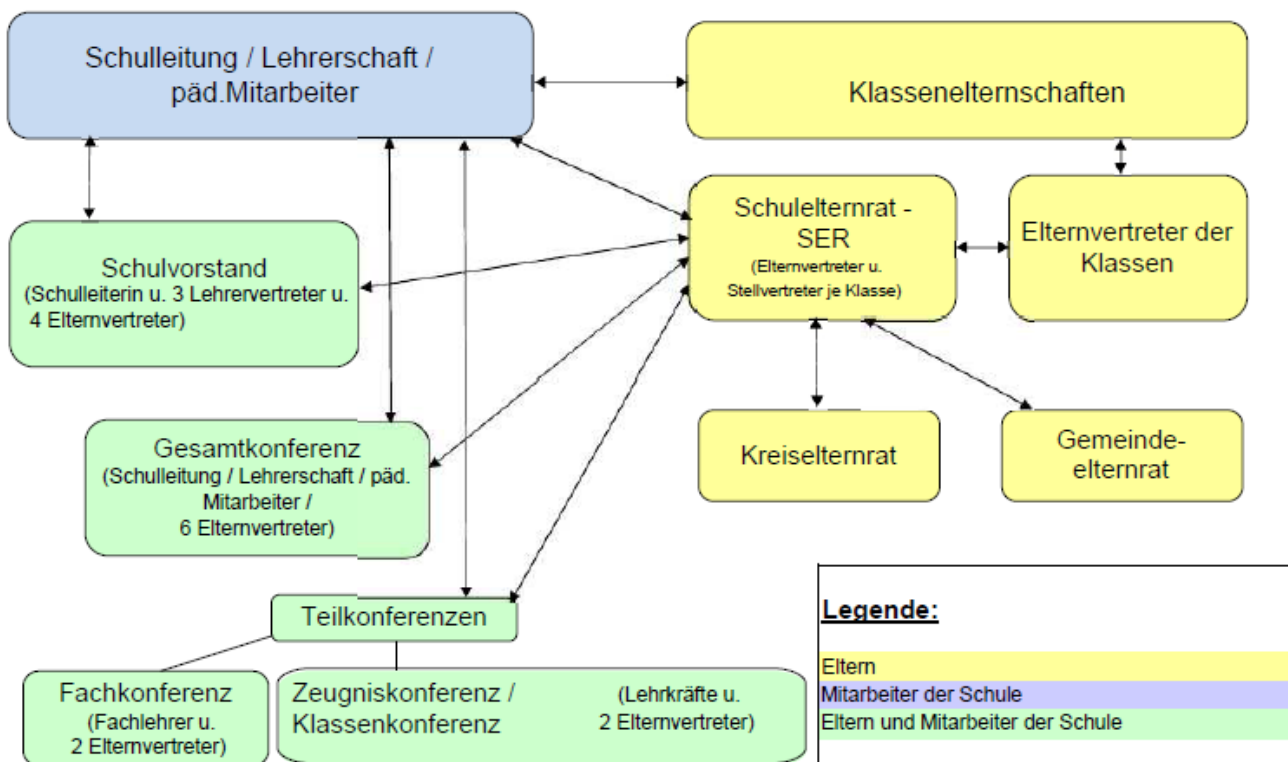 Schulleitung / Lehrerschaft /
päd.Mitarbeiter
Klassenelternschaften
Schulelternrat -
SER
(Elternvertreter u.
Stellvertreter je Klasse)
Elternvertreter der
Klassen
Schulvorstand
(Schulleiterin u. 3 Lehrervertreter u.
4 Elternvertreter)
Gesamtkonferenz
(Schulleitung / Lehrerschaft / päd.
Mitarbeiter /
6 Elternvertreter)
Kreiselternrat
Gemeinde-
elternrat
Teilkonferenzen
Fachkonferenz
(Fachlehrer u.
2 Elternvertreter)
Zeugniskonferenz /
Klassenkonferenz
(Lehrkräfte u.
2 Elternvertreter)
Legende:
Eltern
Mitarbeiter der Schule
Eltern und Mitarbeiter der Schule